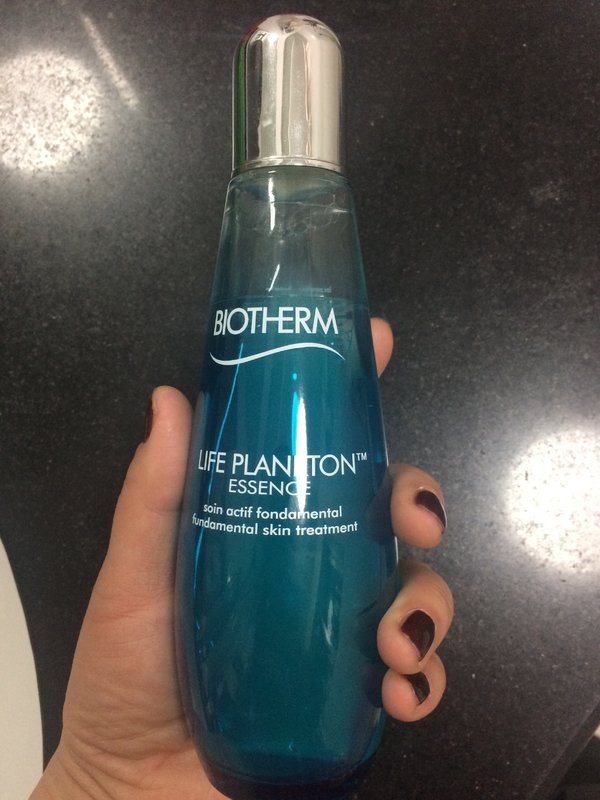 BIOTHERM
LIFE PLANKTON™
ESSENCE
soin actif fondamental
fundamental skin treatment